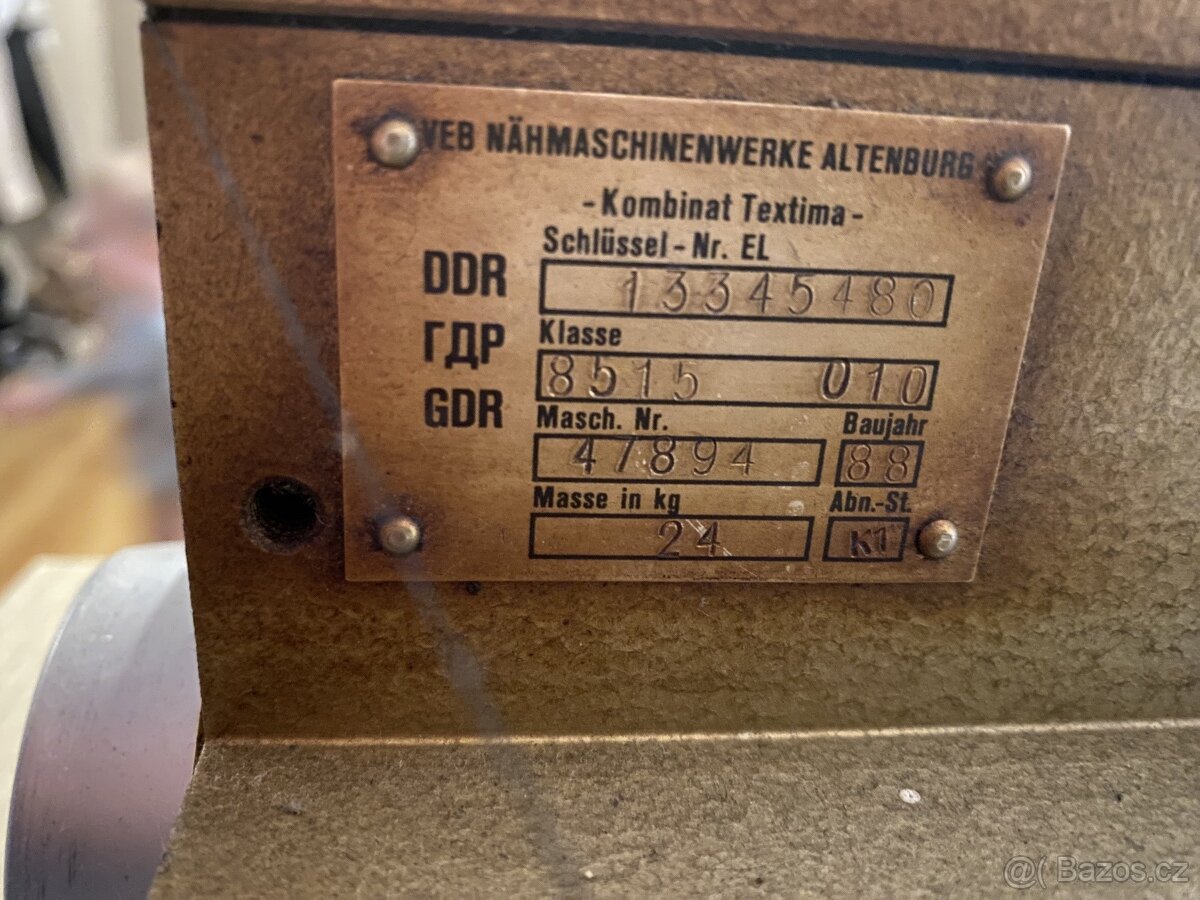 VEB NÄHMASCHINENWERKE ALTENBURG
-Kombinat Textima-
Schlüssel-Nr. EL
DDR
13345480
ГДР
Klasse
8515 010
GDR
Masch. Nr. Baujahr
47894 88
Masse in kg Abn.-St.
24 K1
@( Bazos.cz